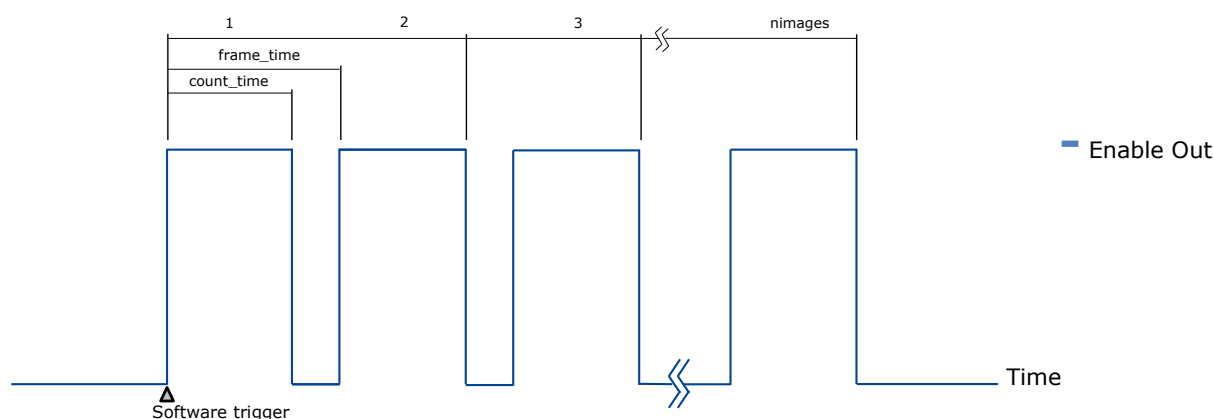 1 2 3 nimages
frame_time
count_time
Enable Out
Time
Software trigger